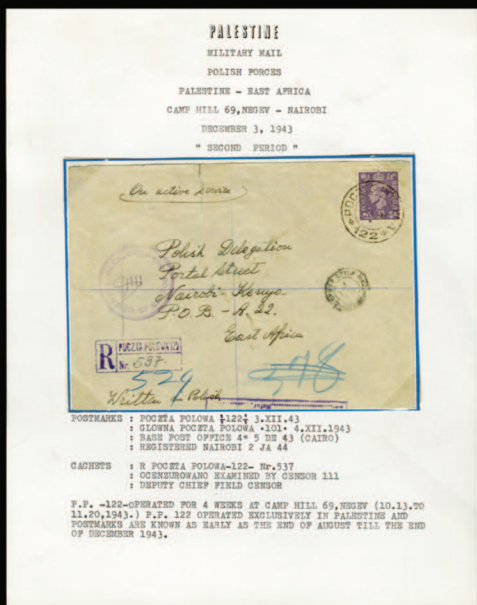 PALESTINE
MILITARY MAIL
POLISH FORCES
PALESTINE - EAST AFRICA
CAMP HILL 69,NEGEV - NAIROBI
DECEMBER 3, 1943
" SECOND PERIOD "
On active service
122
Polish Delegation
Portal Street
Nairobi - Kenya.
P.O.B. - A. 22.
East Africa
R POCZTA POLOWA 122
Nr. 537
524
578
Written in Polish
POSTMARKS : POCZTA POLOWA *122* 3.XII.43
: GLOWNA POCZTA POLOWA *101* 4.XII.1943
: BASE POST OFFICE 4* 5 DE 43 (CAIRO)
: REGISTERED NAIROBI 2 JA 44
CACHETS : R POCZTA POLOWA-122- Nr.537
: OCENZUROWANO EXAMINED BY CENSOR 111
: DEPUTY CHIEF FIELD CENSOR
P.P. -122-OPERATED FOR 4 WEEKS AT CAMP HILL 69,NEGEV (10.13.TO
11.20,1943.) P.P. 122 OPERATED EXCLUSIVELY IN PALESTINE AND
POSTMARKS ARE KNOWN AS EARLY AS THE END OF AUGUST TILL THE END
OF DECEMBER 1943.